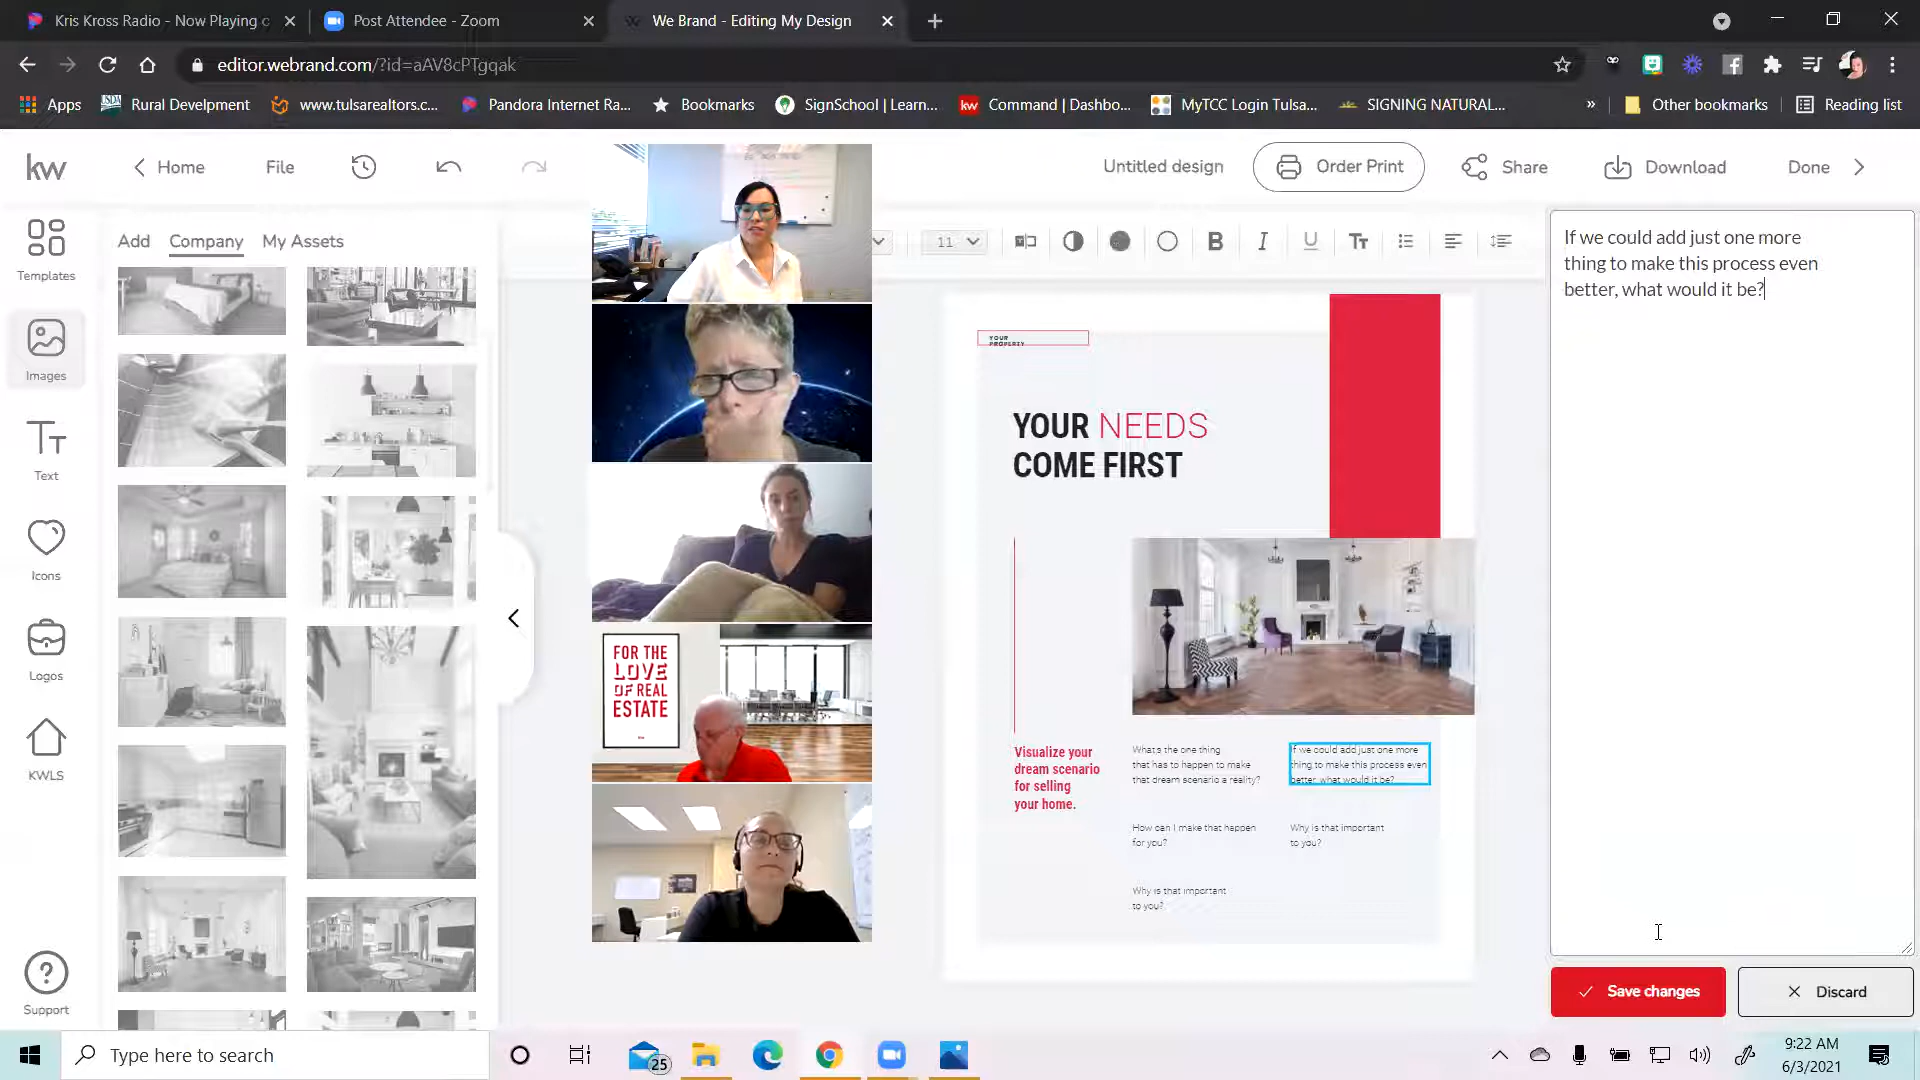 Kris Kross Radio - Now Playing c
Post Attendee - Zoom
We Brand - Editing My Design
editor.webrand.com/?id=aAV8cPTgqak
Apps
Rural Develpment
www.tulsarealtors.c...
Pandora Internet Ra...
Bookmarks
SignSchool | Learn...
kw
Command | Dashbo...
MyTCC Login Tulsa...
SIGNING NATURAL...
»
Other bookmarks
Reading list
kw
Home
File
Untitled design
Order Print
Share
Download
Done
Templates
Images
Text
Icons
Logos
KWLS
Support
Add
Company
My Assets
11
B
I
U
TT
FOR THE
LOVE
OF REAL
ESTATE
YOUR
PROPERTY
YOUR NEEDS
COME FIRST
Visualize your
dream scenario
for selling
your home.
What's the one thing
that has to happen to make
that dream scenario a reality?
How can I make that happen
for you?
Why is that important
to you?
If we could add just one more
thing to make this process even
better, what would it be?
Why is that important
to you?
If we could add just one more
thing to make this process even
better, what would it be?
Save changes
Discard
Type here to search
25
9:22 AM
6/3/2021